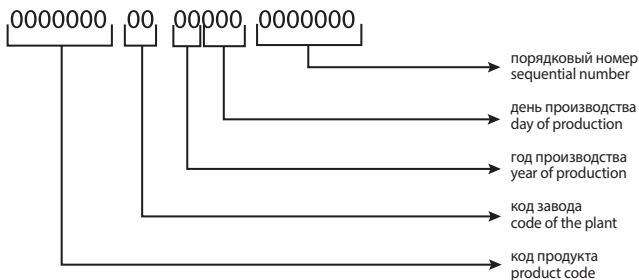 0000000 00 00000 0000000
порядковый номер
sequential number
день производства
day of production
год производства
year of production
код завода
code of the plant
код продукта
product code